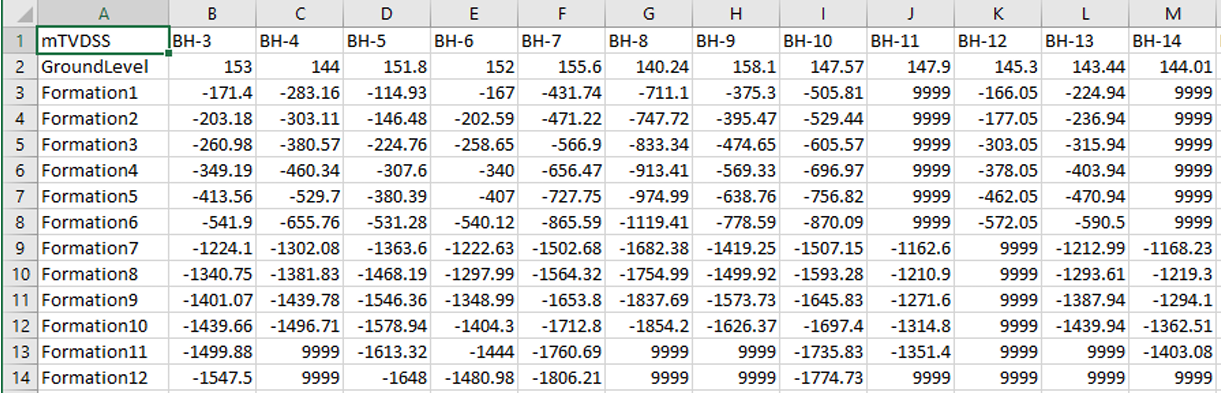 A B C D E F G H I J K L M
1 mTVDSS BH-3 BH-4 BH-5 BH-6 BH-7 BH-8 BH-9 BH-10 BH-11 BH-12 BH-13 BH-14
2 GroundLevel 153 144 151.8 152 155.6 140.24 158.1 147.57 147.9 145.3 143.44 144.01
3 Formation1 -171.4 -283.16 -114.93 -167 -431.74 -711.1 -375.3 -505.81 9999 -166.05 -224.94 9999
4 Formation2 -203.18 -303.11 -146.48 -202.59 -471.22 -747.72 -395.47 -529.44 9999 -177.05 -236.94 9999
5 Formation3 -260.98 -380.57 -224.76 -258.65 -566.9 -833.34 -474.65 -605.57 9999 -303.05 -315.94 9999
6 Formation4 -349.19 -460.34 -307.6 -340 -656.47 -913.41 -569.33 -696.97 9999 -378.05 -403.94 9999
7 Formation5 -413.56 -529.7 -380.39 -407 -727.75 -974.99 -638.76 -756.82 9999 -462.05 -470.94 9999
8 Formation6 -541.9 -655.76 -531.28 -540.12 -865.59 -1119.41 -778.59 -870.09 9999 -572.05 -590.5 9999
9 Formation7 -1224.1 -1302.08 -1363.6 -1222.63 -1502.68 -1682.38 -1419.25 -1507.15 -1162.6 9999 -1212.99 -1168.23
10 Formation8 -1340.75 -1381.83 -1468.19 -1297.99 -1564.32 -1754.99 -1499.92 -1593.28 -1210.9 9999 -1293.61 -1219.3
11 Formation9 -1401.07 -1439.78 -1546.36 -1348.99 -1653.8 -1837.69 -1573.73 -1645.83 -1271.6 9999 -1387.94 -1294.1
12 Formation10 -1439.66 -1496.71 -1578.94 -1404.3 -1712.8 -1854.2 -1626.37 -1697.4 -1314.8 9999 -1439.94 -1362.51
13 Formation11 -1499.88 9999 -1613.32 -1444 -1760.69 9999 9999 -1735.83 -1351.4 9999 9999 -1403.08
14 Formation12 -1547.5 9999 -1648 -1480.98 -1806.21 9999 9999 -1774.73 9999 9999 9999 9999